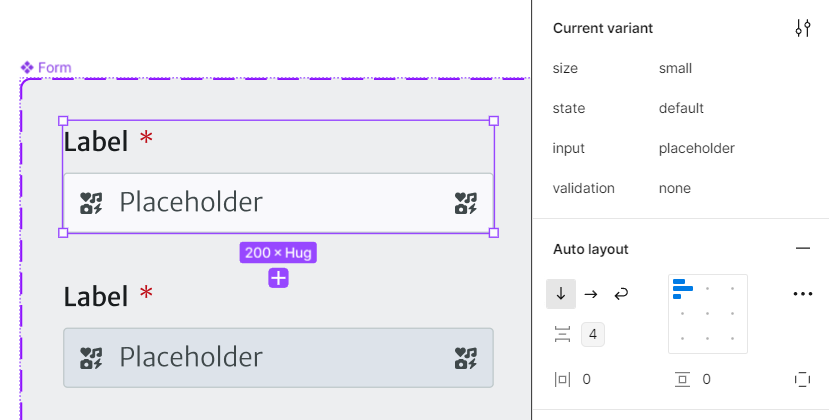 Form
Label *
Placeholder
200 × Hug
Label *
Placeholder
Current variant
size small
state default
input placeholder
validation none
Auto layout
4
0 0